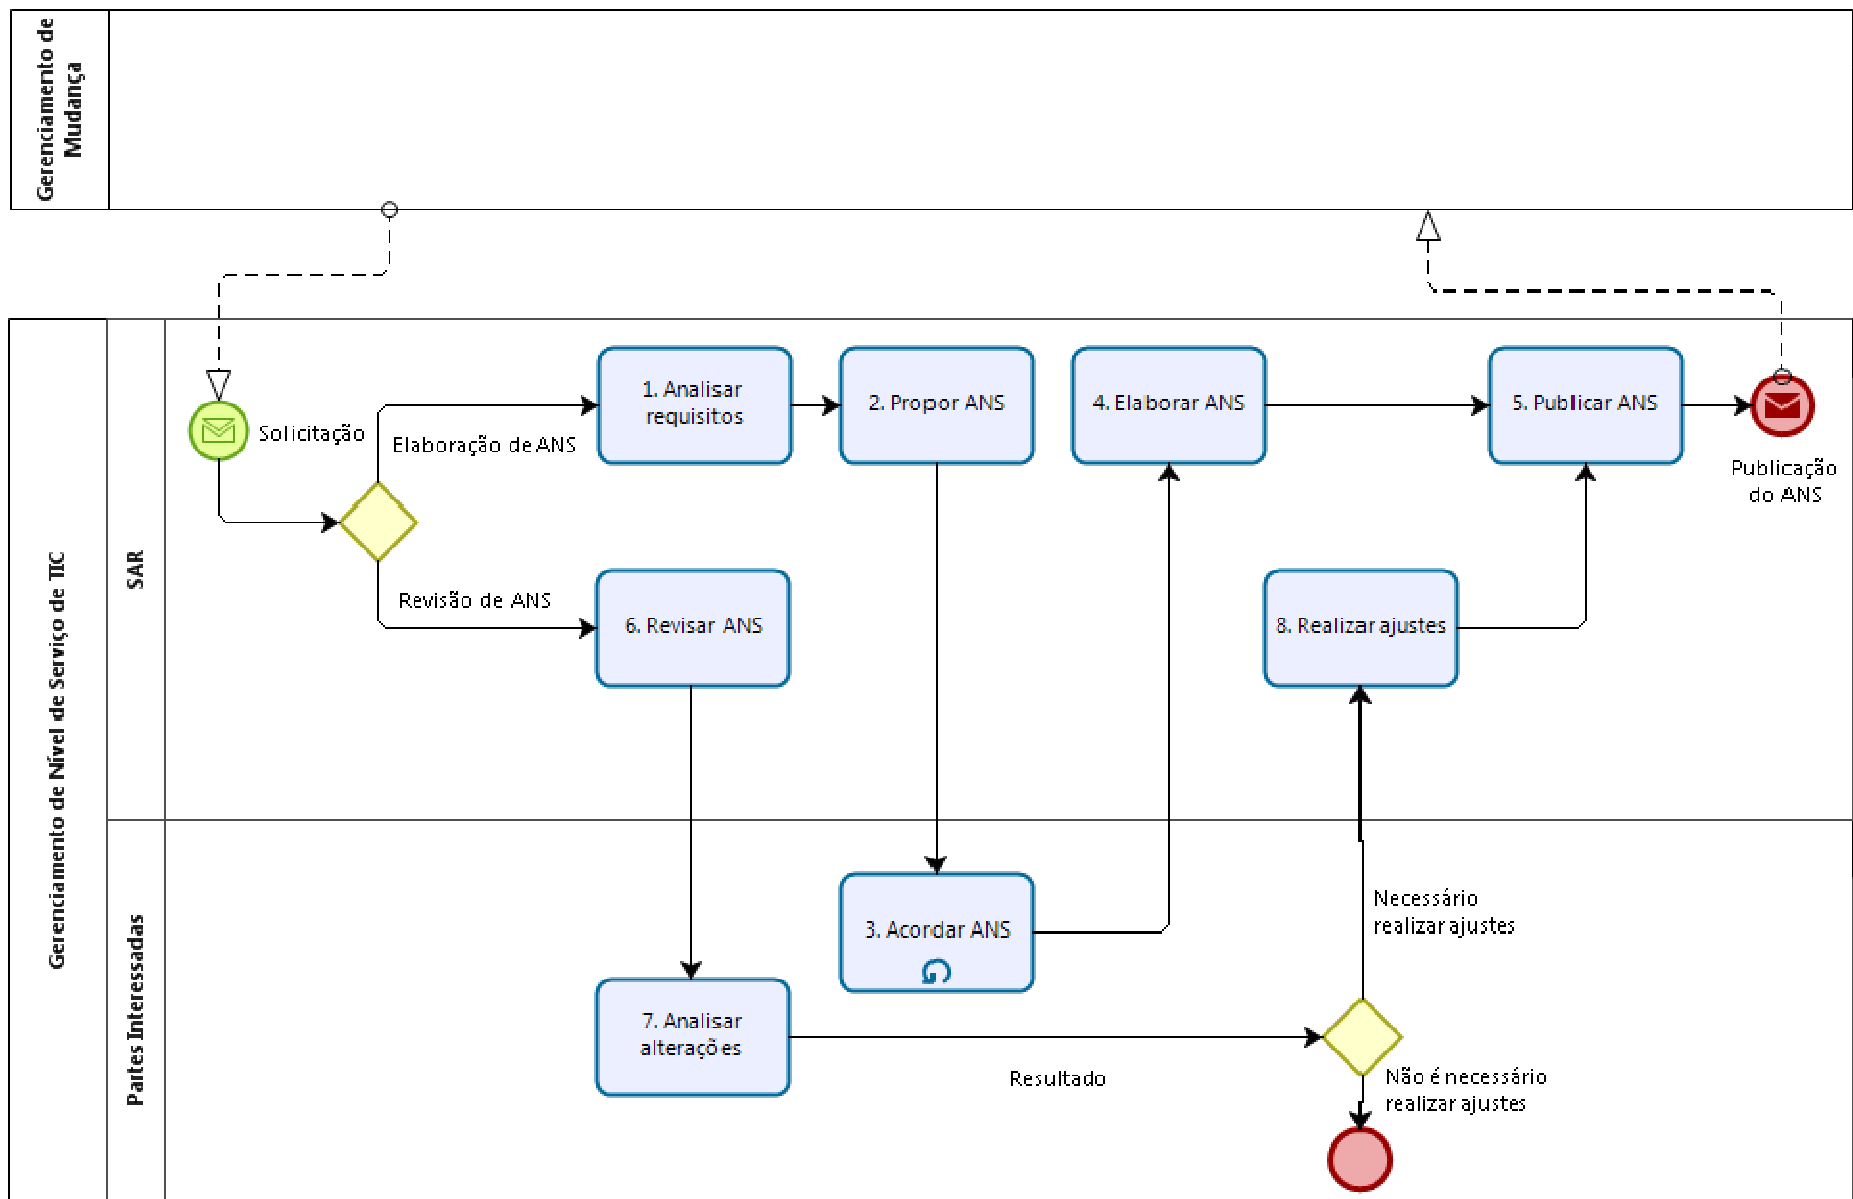 Gerenciamento de
Mudança
Gerenciamento de Nível de Serviço de TIC
SAR
Solicitação
Elaboração de ANS
1. Analisar
requisitos
2. Propor ANS
4. Elaborar ANS
5. Publicar ANS
Publicação
do ANS
Revisão de ANS
6. Revisar ANS
8. Realizar ajustes
Partes Interessadas
3. Acordar ANS
Necessário
realizar ajustes
7. Analisar
alterações
Resultado
Não é necessário
realizar ajustes